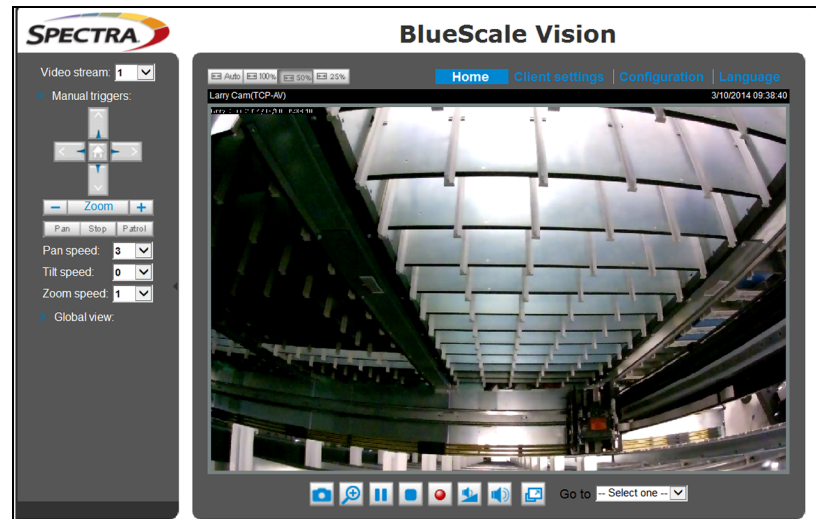 SPECTRA
BlueScale Vision
Video stream: 1
Manual triggers:
Zoom
Pan Stop Patrol
Pan speed: 3
Tilt speed: 0
Zoom speed: 1
Global view:
Auto 100% 50% 25%
Home Client settings Configuration Language
Larry Cam(TCP-AV) 3/10/2014 09:38:40
Go to -- Select one --